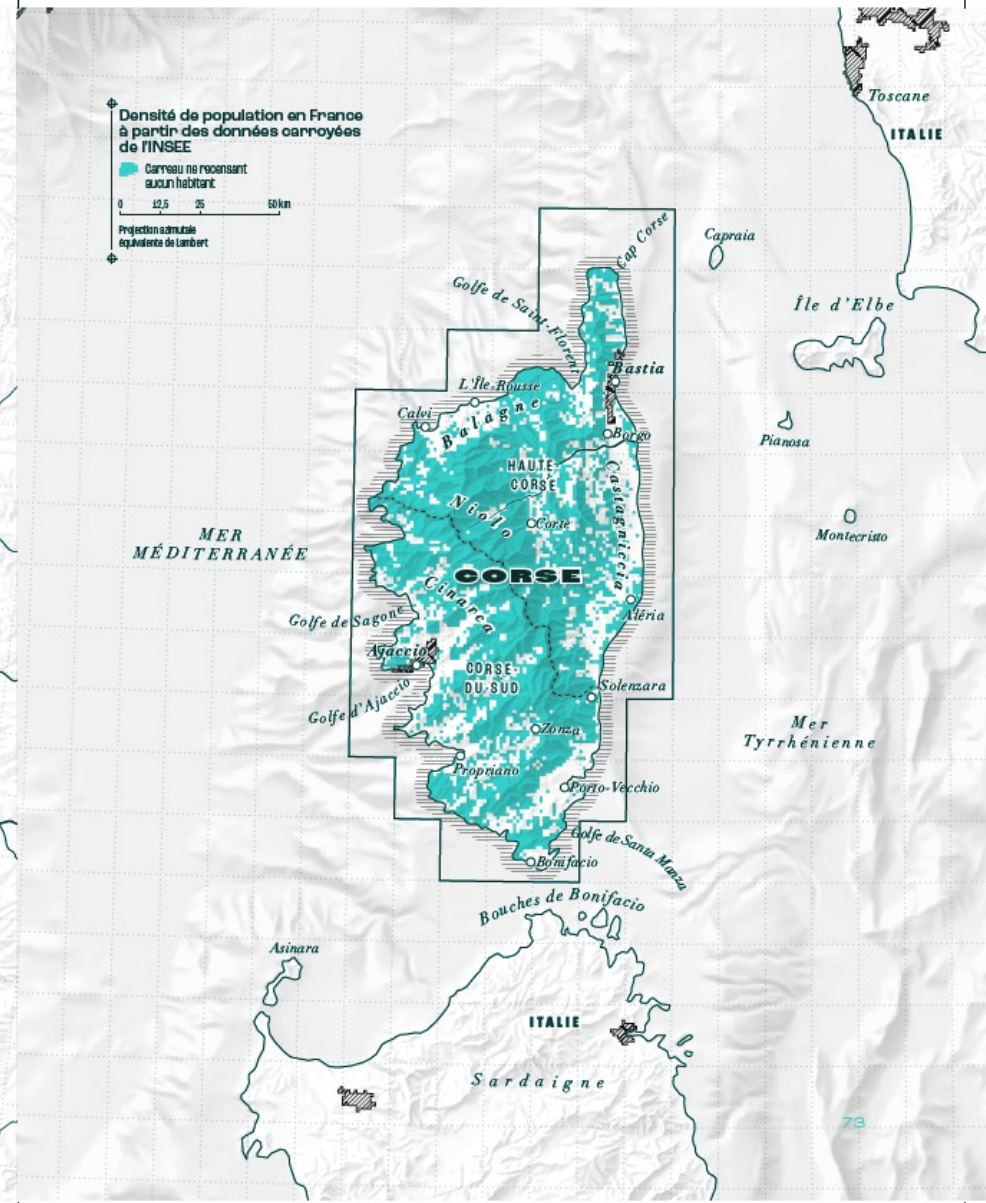 Toscane
ITALIE
Densité de population en France
à partir des données carroyées
de l'INSEE
Carreau ne recensant
aucun habitant
0 12,5 25 50 km
Projection azimutale
équivalente de Lambert
Cap Corse
Capraia
Golfe de Saint-Florent
Île d'Elbe
Bastia
L'Île-Rousse
Calvi
Balagne
Borgo
Pianosa
HAUTE-
CORSE
Castagniccia
Niolo
Corte
Montecristo
MER
MÉDITERRANÉE
CORSE
Cinarca
Aléria
Golfe de Sagone
Ajaccio
CORSE-
DU-SUD
Solenzara
Golfe d'Ajaccio
Zonza
Mer
Tyrrhénienne
Propriano
Porto-Vecchio
Golfe de Santa Manza
Bonifacio
Bouches de Bonifacio
Asinara
ITALIE
Sardaigne
73